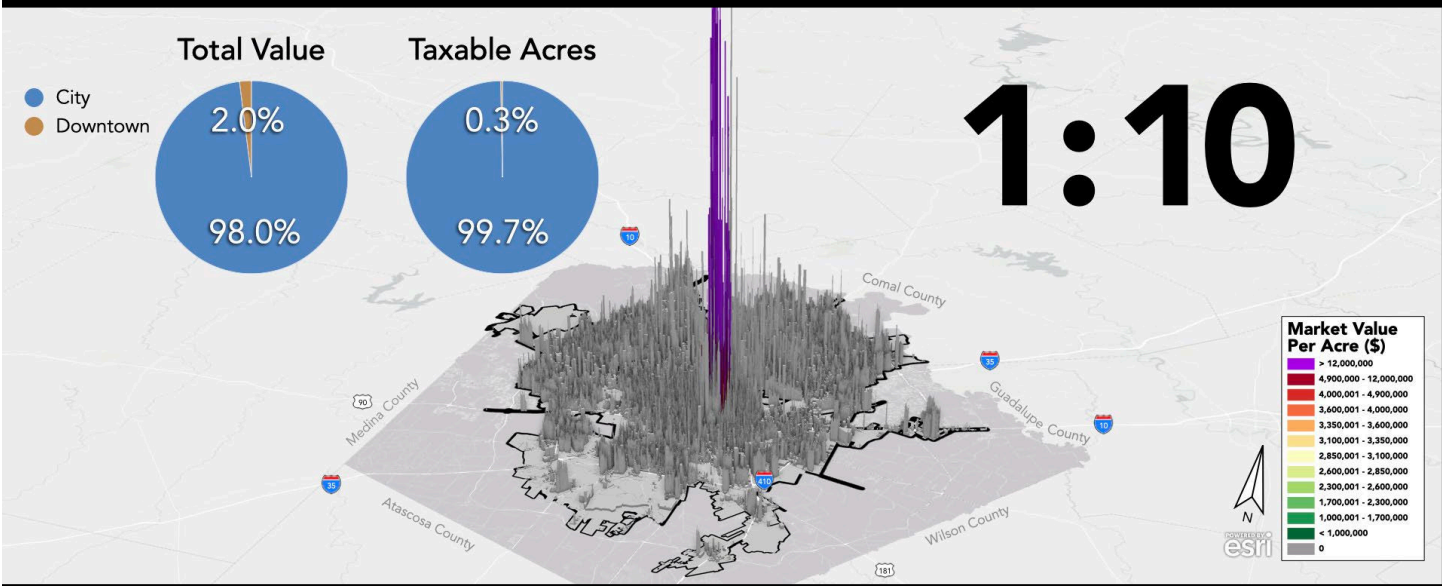 Total Value
Taxable Acres
City
Downtown
2.0%
98.0%
0.3%
99.7%
1:10
10
Comal County
35
Guadalupe County
10
90
Medina County
35
Atascosa County
410
Wilson County
181
Market Value
Per Acre ($)
> 12,000,000
4,900,000 - 12,000,000
4,000,001 - 4,900,000
3,600,001 - 4,000,000
3,350,001 - 3,600,000
3,100,001 - 3,350,000
2,850,001 - 3,100,000
2,600,001 - 2,850,000
2,300,001 - 2,600,000
1,700,001 - 2,300,000
1,000,001 - 1,700,000
< 1,000,000
0
N
POWERED BY
esri